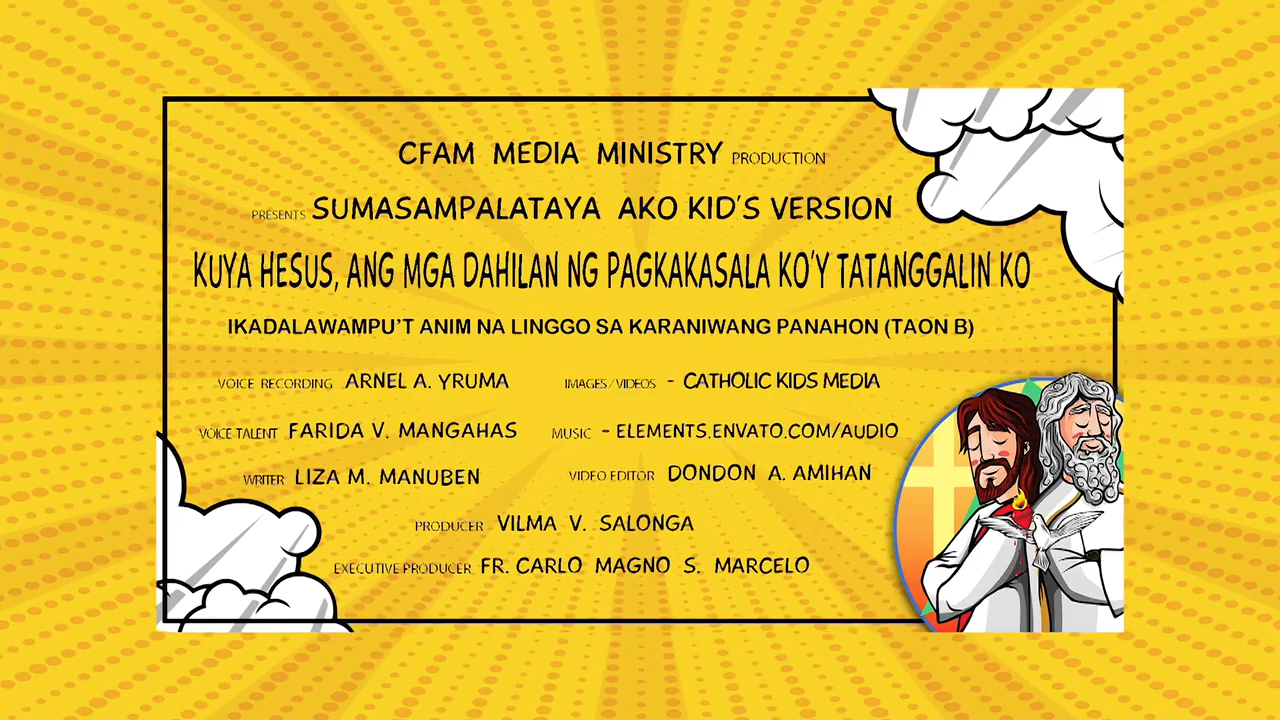 CFAM MEDIA MINISTRY PRODUCTION
PRESENTS SUMASAMPALATAYA AKO KID'S VERSION
KUYA HESUS, ANG MGA DAHILAN NG PAGKAKASALA KO'Y TATANGGALIN KO
IKADALAWAMPU'T ANIM NA LINGGO SA KARANIWANG PANAHON (TAON B)
VOICE RECORDING ARNEL A. YRUMA IMAGES/VIDEOS - CATHOLIC KIDS MEDIA
VOICE TALENT FARIDA V. MANGAHAS MUSIC - ELEMENTS.ENVATO.COM/AUDIO
WRITER LIZA M. MANUBEN VIDEO EDITOR DONDON A. AMIHAN
PRODUCER VILMA V. SALONGA
EXECUTIVE PRODUCER FR. CARLO MAGNO S. MARCELO